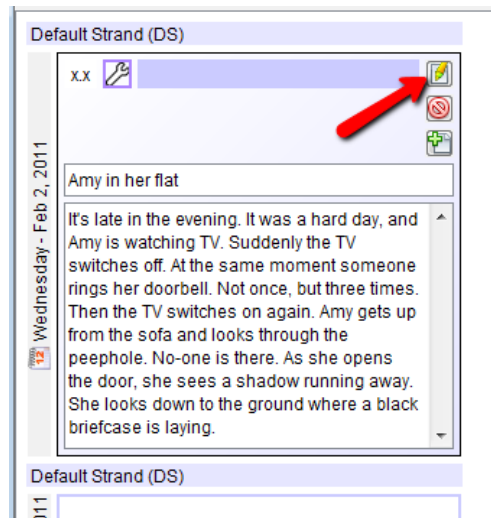 Default Strand (DS)
x.x
Wednesday - Feb 2, 2011
12
Amy in her flat
It's late in the evening. It was a hard day, and
Amy is watching TV. Suddenly the TV
switches off. At the same moment someone
rings her doorbell. Not once, but three times.
Then the TV switches on again. Amy gets up
from the sofa and looks through the
peephole. No-one is there. As she opens
the door, she sees a shadow running away.
She looks down to the ground where a black
briefcase is laying.
Default Strand (DS)
2011